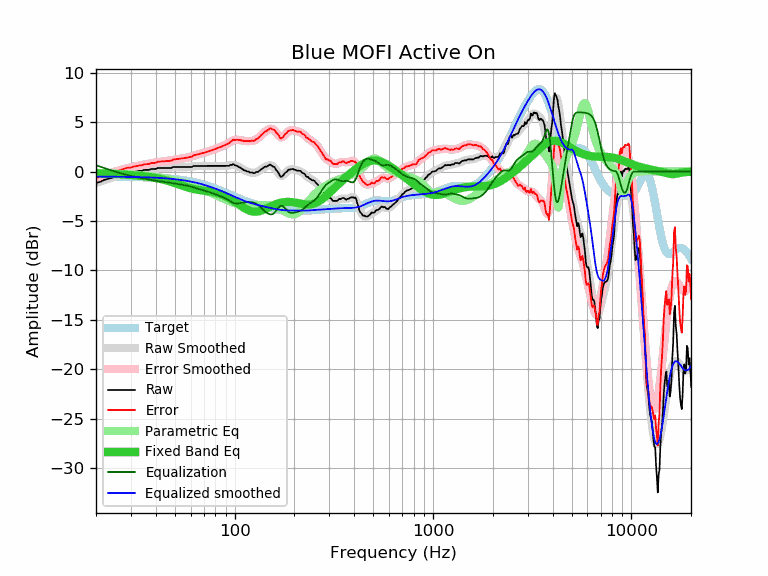 Blue MOFI Active On
10
5
0
−5
−10
−15
−20
−25
−30
Amplitude (dBr)
Target
Raw Smoothed
Error Smoothed
Raw
Error
Parametric Eq
Fixed Band Eq
Equalization
Equalized smoothed
100
1000
10000
Frequency (Hz)